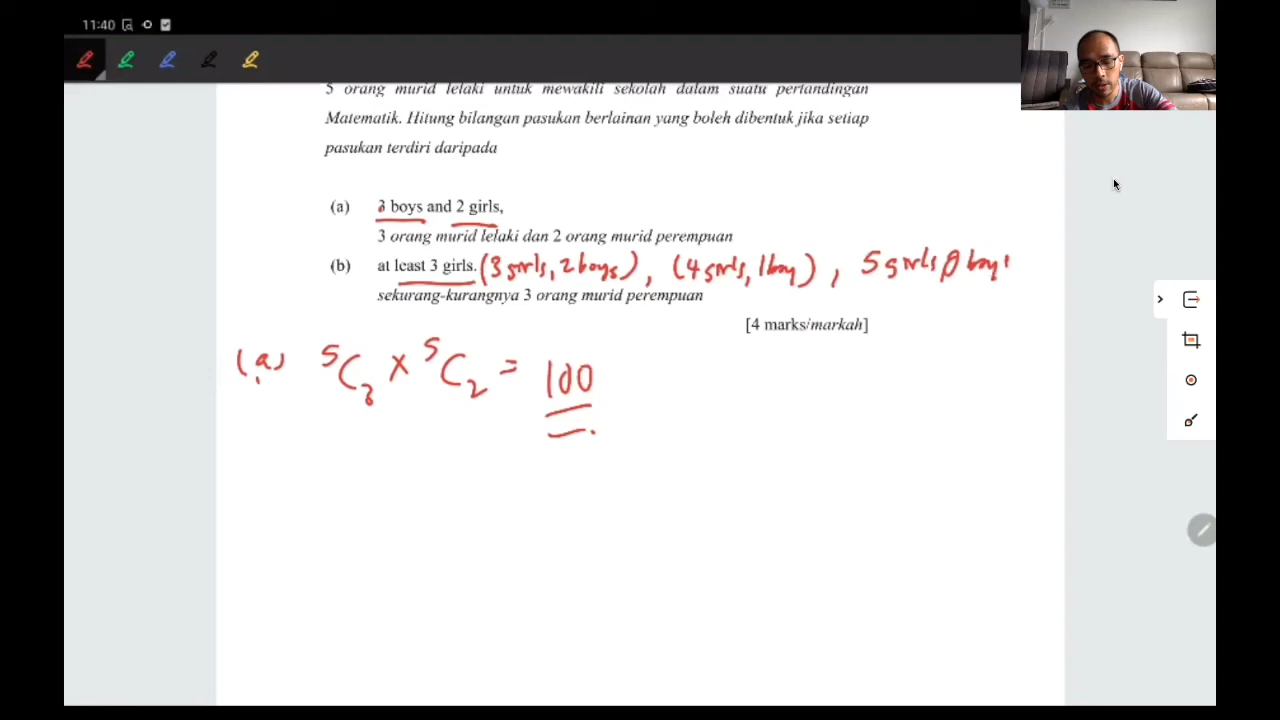 11:40
5 orang murid lelaki untuk mewakili sekolah dalam suatu pertandingan
Matematik. Hitung bilangan pasukan berlainan yang boleh dibentuk jika setiap
pasukan terdiri daripada
(a) 3 boys and 2 girls,
3 orang murid lelaki dan 2 orang murid perempuan
(b) at least 3 girls. (3 girls, 2 boys), (4 girls, 1 boy), 5 girls 0 boys
sekurang-kurangnya 3 orang murid perempuan
[4 marks/markah]
(a) ⁵C₃ × ⁵C₂ = 100